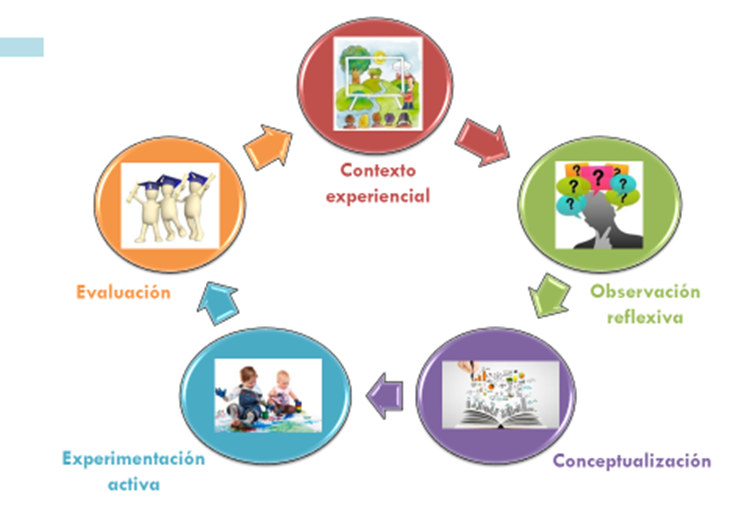 Contexto
experiencial
Observación
reflexiva
Conceptualización
Experimentación
activa
Evaluación